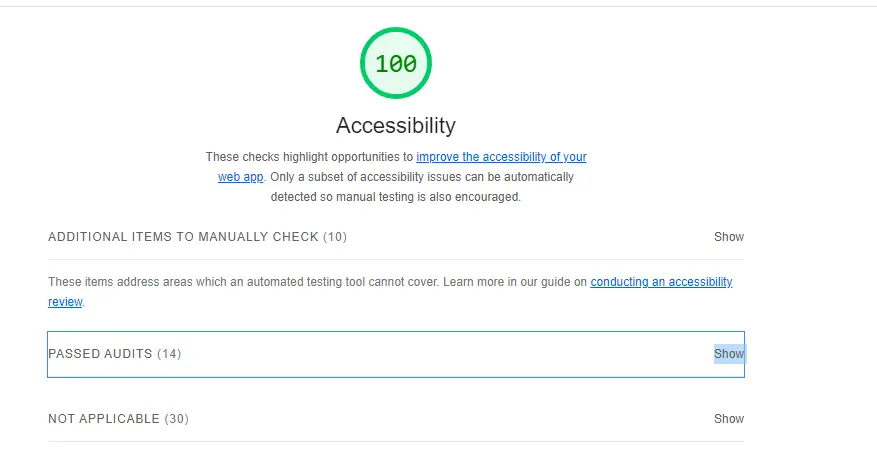 100
Accessibility
These checks highlight opportunities to improve the accessibility of your
web app. Only a subset of accessibility issues can be automatically
detected so manual testing is also encouraged.
ADDITIONAL ITEMS TO MANUALLY CHECK (10) Show
These items address areas which an automated testing tool cannot cover. Learn more in our guide on conducting an accessibility
review.
PASSED AUDITS (14) Show
NOT APPLICABLE (30) Show